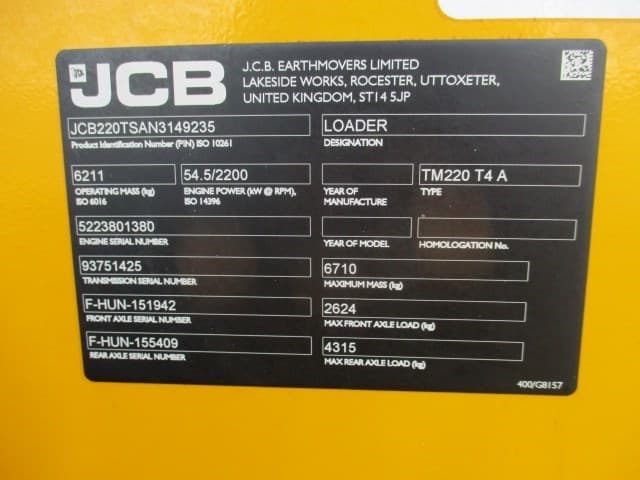 JCB
J.C.B. EARTHMOVERS LIMITED
LAKESIDE WORKS, ROCESTER, UTTOXETER,
UNITED KINGDOM, ST14 5JP
JCB220TSAN3149235
Product Identification Number (PIN) ISO 10261
LOADER
DESIGNATION
6211
OPERATING MASS (kg)
ISO 6016
54.5/2200
ENGINE POWER (kW @ RPM),
ISO 14396
YEAR OF
MANUFACTURE
TM220 T4 A
TYPE
5223801380
ENGINE SERIAL NUMBER
YEAR OF MODEL
HOMOLOGATION No.
93751425
TRANSMISSION SERIAL NUMBER
6710
MAXIMUM MASS (kg)
F-HUN-151942
FRONT AXLE SERIAL NUMBER
2624
MAX FRONT AXLE LOAD (kg)
F-HUN-155409
REAR AXLE SERIAL NUMBER
4315
MAX REAR AXLE LOAD (kg)
400/G8157